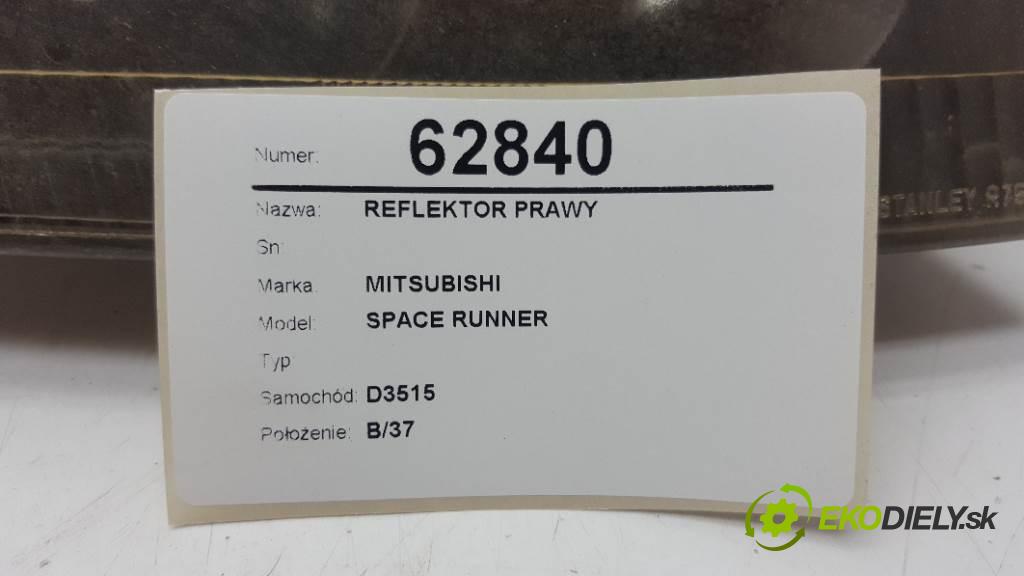 Numer: 62840
Nazwa: REFLEKTOR PRAWY
Sn:
Marka: MITSUBISHI
Model: SPACE RUNNER
Typ:
Samochód: D3515
Położenie: B/37
STANLEY
EKODIELY.sk